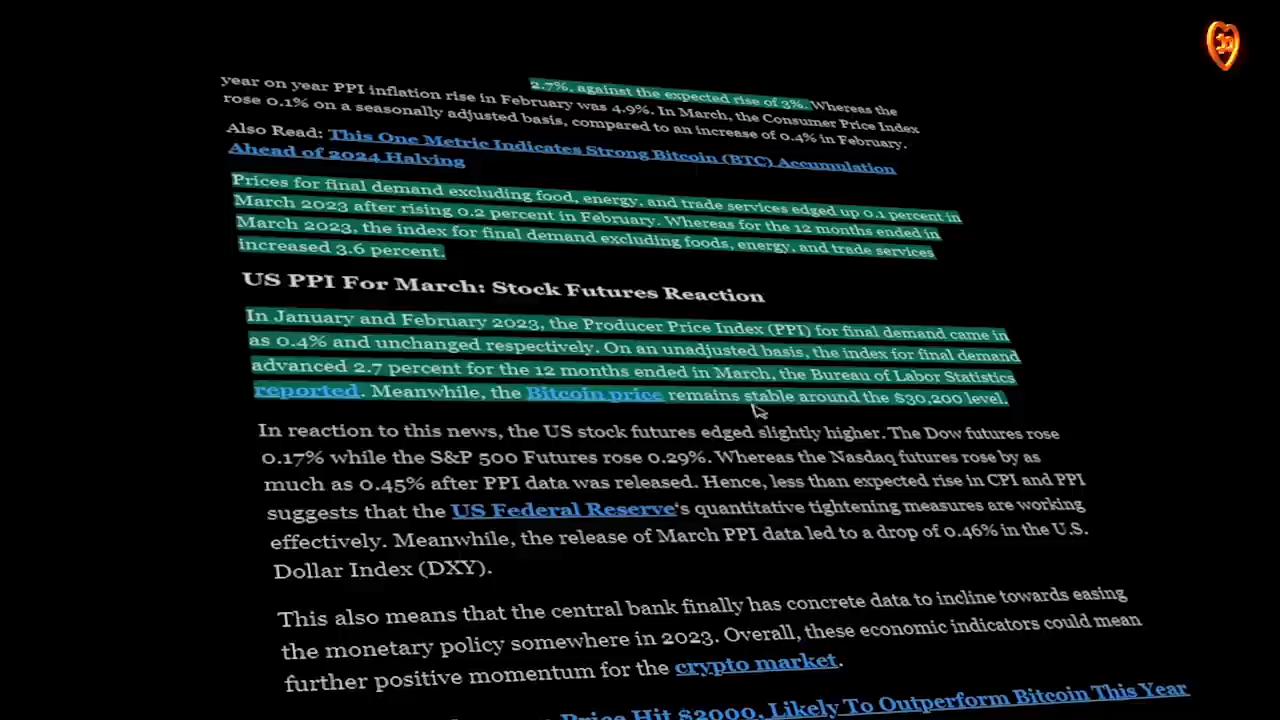 2.7%, against the expected rise of 3%. Whereas the
year on year PPI inflation rise in February was 4.9%. In March, the Consumer Price Index
rose 0.1% on a seasonally adjusted basis, compared to an increase of 0.4% in February.
Also Read: This One Metric Indicates Strong Bitcoin (BTC) Accumulation
Ahead of 2024 Halving
Prices for final demand excluding food, energy, and trade services edged up 0.1 percent in
March 2023 after rising 0.2 percent in February. Whereas for the 12 months ended in
March 2023, the index for final demand excluding foods, energy, and trade services
increased 3.6 percent.
US PPI For March: Stock Futures Reaction
In January and February 2023, the Producer Price Index (PPI) for final demand came in
as 0.4% and unchanged respectively. On an unadjusted basis, the index for final demand
advanced 2.7 percent for the 12 months ended in March, the Bureau of Labor Statistics
reported. Meanwhile, the Bitcoin price remains stable around the $30,200 level.
In reaction to this news, the US stock futures edged slightly higher. The Dow futures rose
0.17% while the S&P 500 Futures rose 0.29%. Whereas the Nasdaq futures rose by as
much as 0.45% after PPI data was released. Hence, less than expected rise in CPI and PPI
suggests that the US Federal Reserve‘s quantitative tightening measures are working
effectively. Meanwhile, the release of March PPI data led to a drop of 0.46% in the U.S.
Dollar Index (DXY).
This also means that the central bank finally has concrete data to incline towards easing
the monetary policy somewhere in 2023. Overall, these economic indicators could mean
further positive momentum for the crypto market.
Price Hit $2000, Likely To Outperform Bitcoin This Year